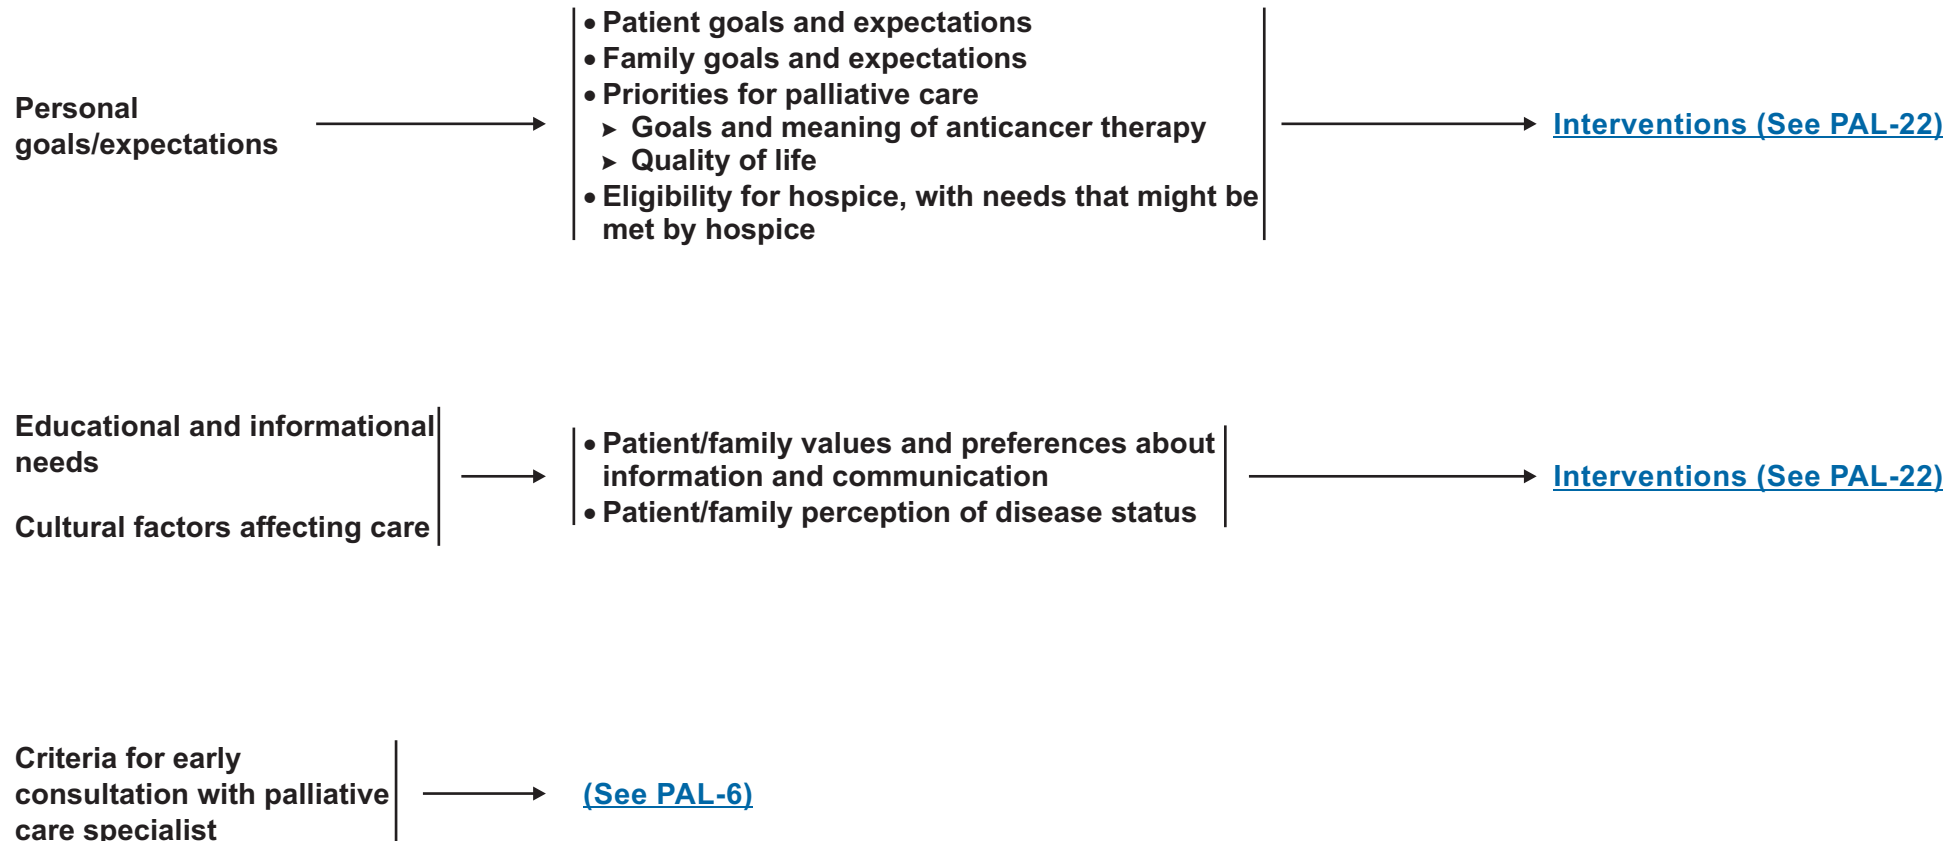 Personal
goals/expectations
• Patient goals and expectations
• Family goals and expectations
• Priorities for palliative care
➤ Goals and meaning of anticancer therapy
➤ Quality of life
• Eligibility for hospice, with needs that might be
met by hospice
Interventions (See PAL-22)
Educational and informational
needs
Cultural factors affecting care
• Patient/family values and preferences about
information and communication
• Patient/family perception of disease status
Interventions (See PAL-22)
Criteria for early
consultation with palliative
care specialist
(See PAL-6)